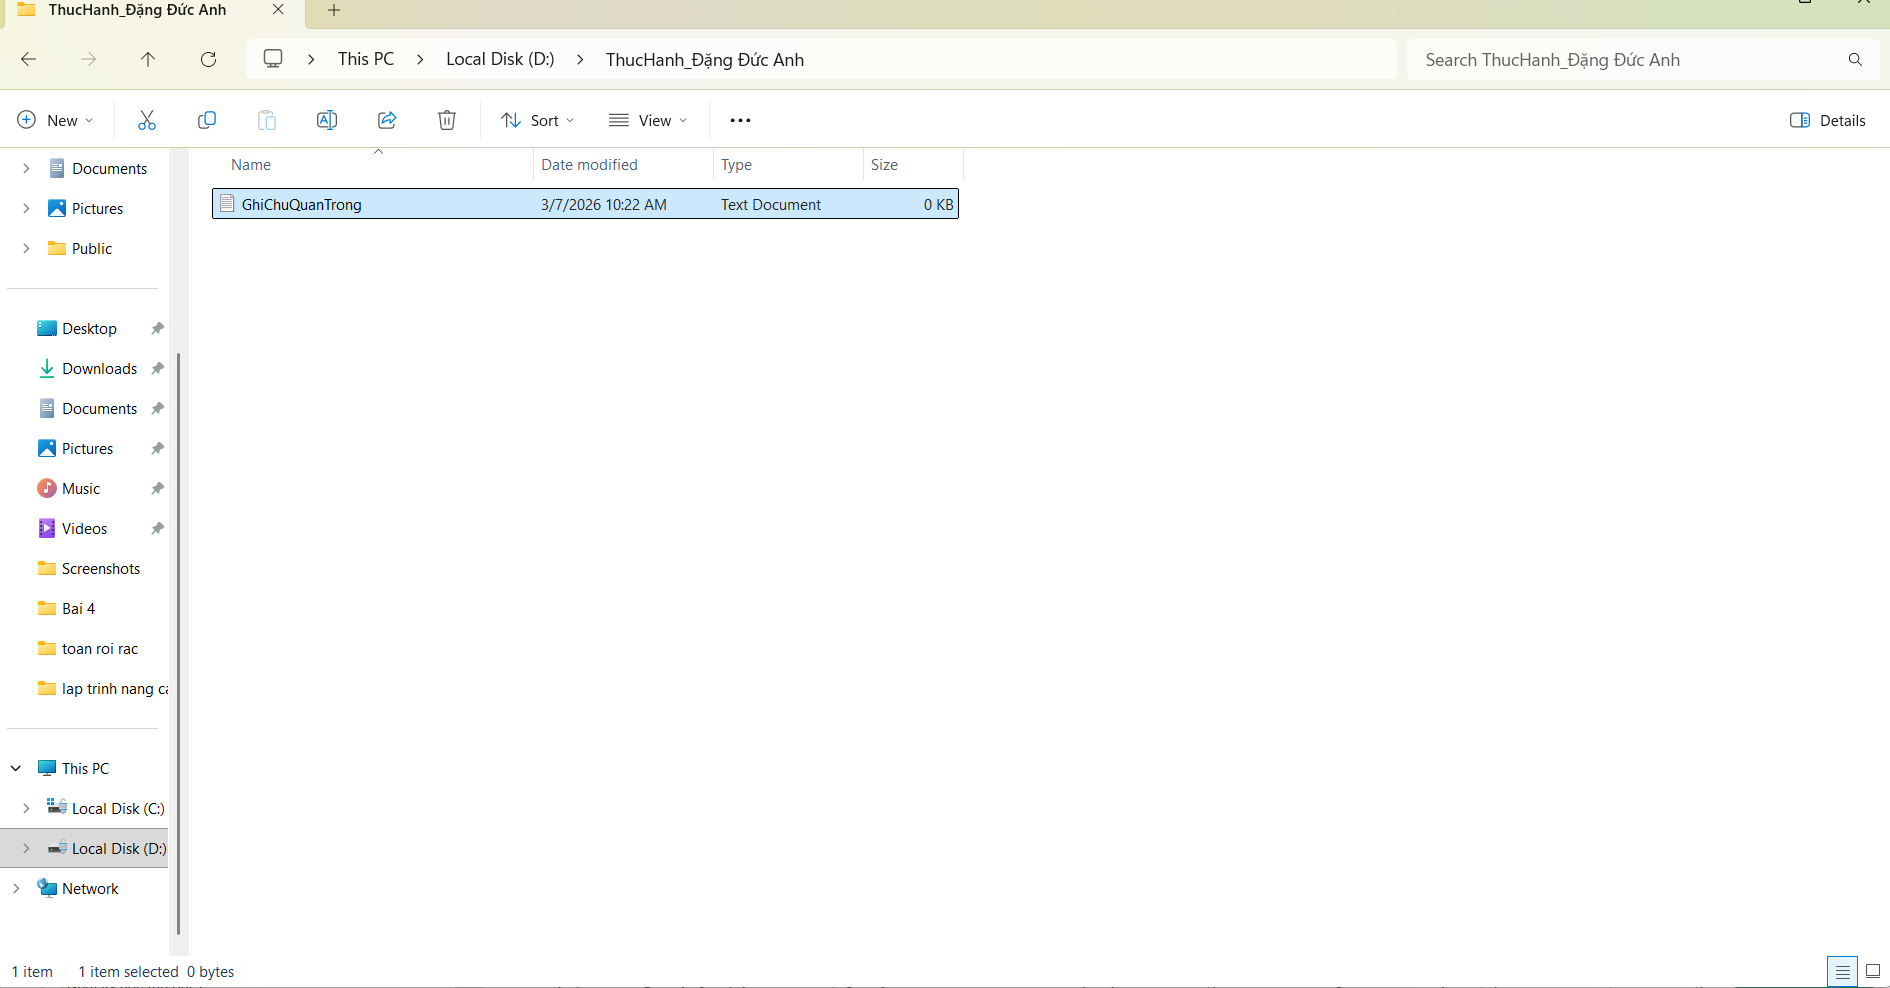 ThucHanh_Đặng Đức Anh
This PC > Local Disk (D:) > ThucHanh_Đặng Đức Anh
Search ThucHanh_Đặng Đức Anh
New
Sort
View
Details
Name Date modified Type Size
GhiChuQuanTrong 3/7/2026 10:22 AM Text Document 0 KB
Documents
Pictures
Public
Desktop
Downloads
Documents
Pictures
Music
Videos
Screenshots
Bai 4
toan roi rac
lap trinh nang
This PC
Local Disk (C:)
Local Disk (D:)
Network
1 item 1 item selected 0 bytes